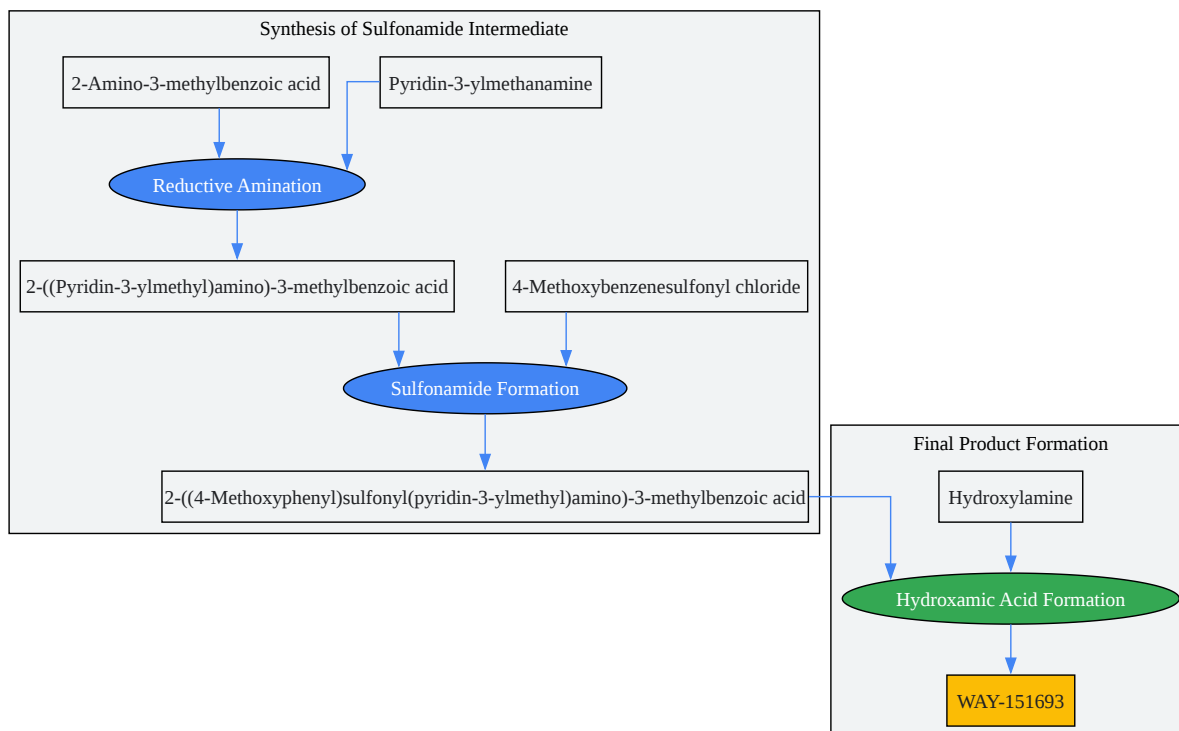 Synthesis of Sulfonamide Intermediate
2-Amino-3-methylbenzoic acid
Pyridin-3-ylmethanamine
Reductive Amination
2-((Pyridin-3-ylmethyl)amino)-3-methylbenzoic acid
4-Methoxybenzenesulfonyl chloride
Sulfonamide Formation
2-((4-Methoxyphenyl)sulfonyl(pyridin-3-ylmethyl)amino)-3-methylbenzoic acid
Final Product Formation
Hydroxylamine
Hydroxamic Acid Formation
WAY-151693